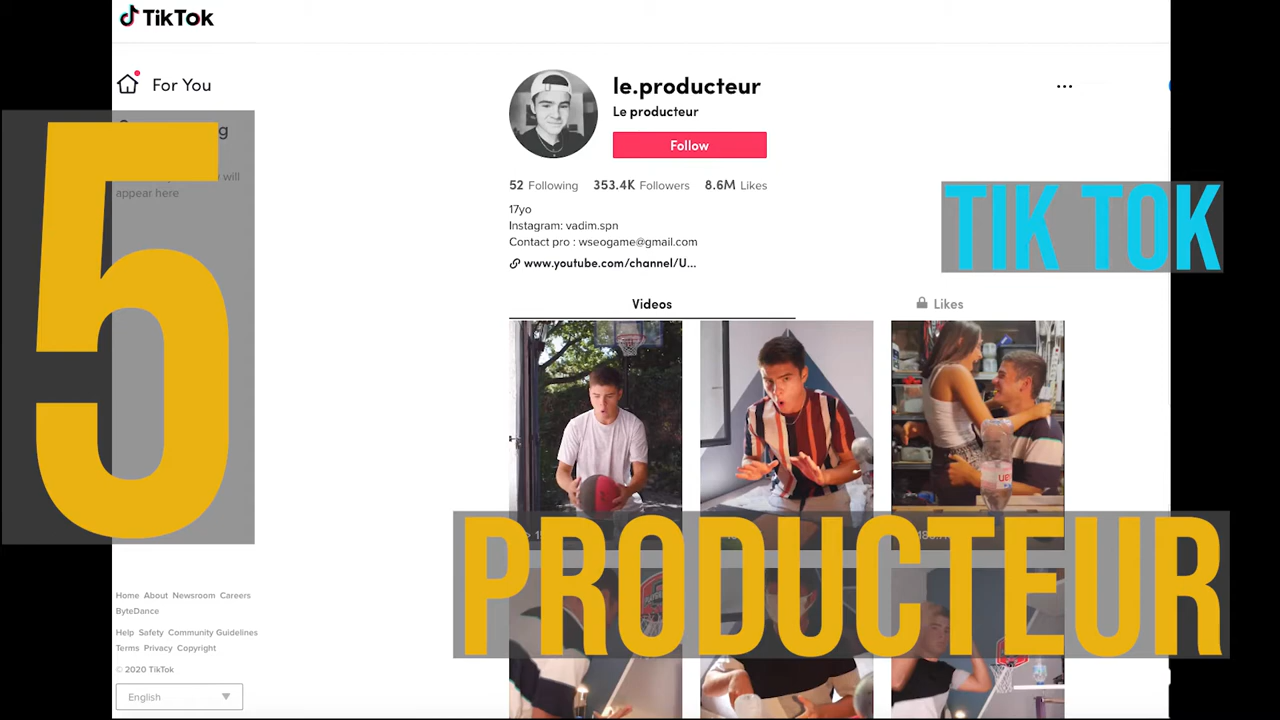 TikTok
For You
5
g
will
appear here
le.producteur
Le producteur
Follow
52 Following 353.4K Followers 8.6M Likes
17yo
Instagram: vadim.spn
Contact pro : wseogame@gmail.com
www.youtube.com/channel/U...
TIK TOK
Videos
Likes
PRODUCTEUR
Home About Newsroom Careers
ByteDance
Help Safety Community Guidelines
Terms Privacy Copyright
© 2020 TikTok
English